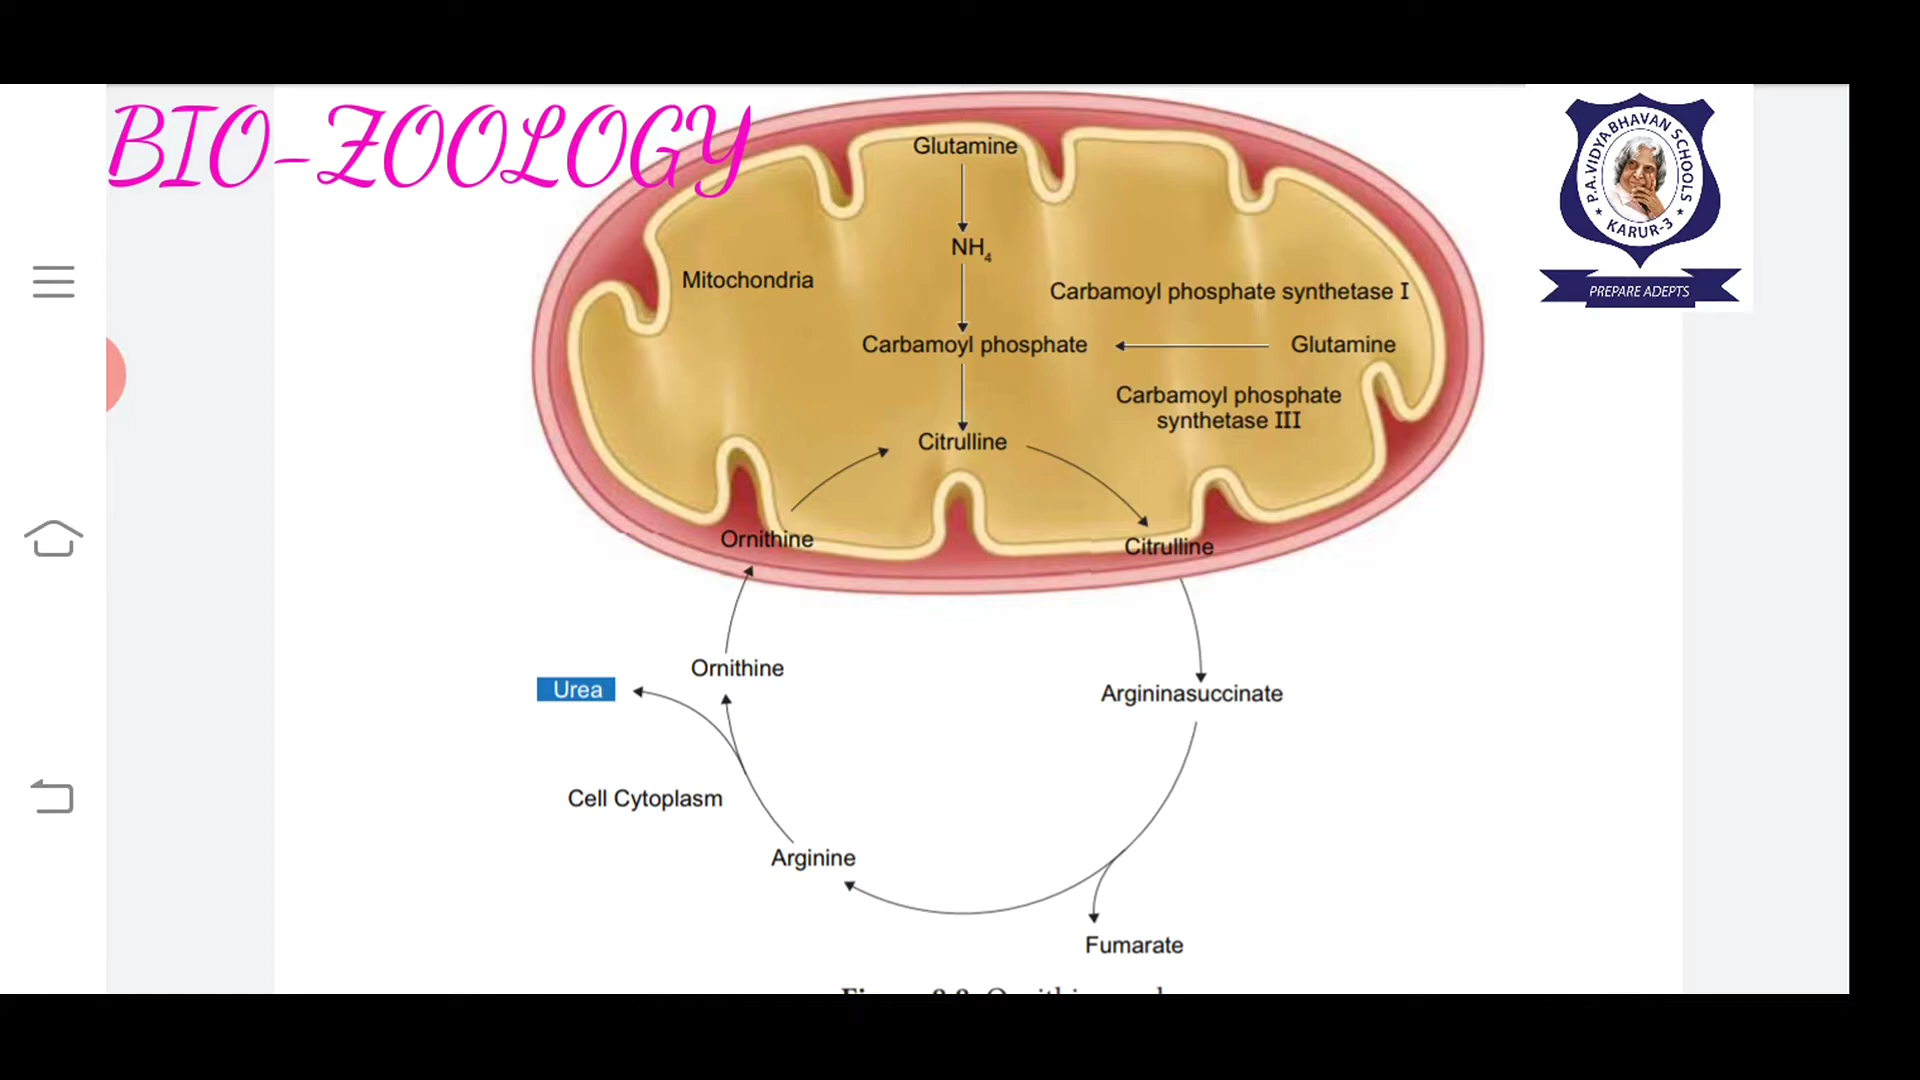 BIO-ZOOLOGY
P.A.VIDYA BHAVAN SCHOOLS
KARUR-3
PREPARE ADEPTS
Glutamine
NH4
Mitochondria
Carbamoyl phosphate synthetase I
Carbamoyl phosphate
Glutamine
Carbamoyl phosphate
synthetase III
Citrulline
Ornithine
Citrulline
Ornithine
Urea
Argininasuccinate
Cell Cytoplasm
Arginine
Fumarate